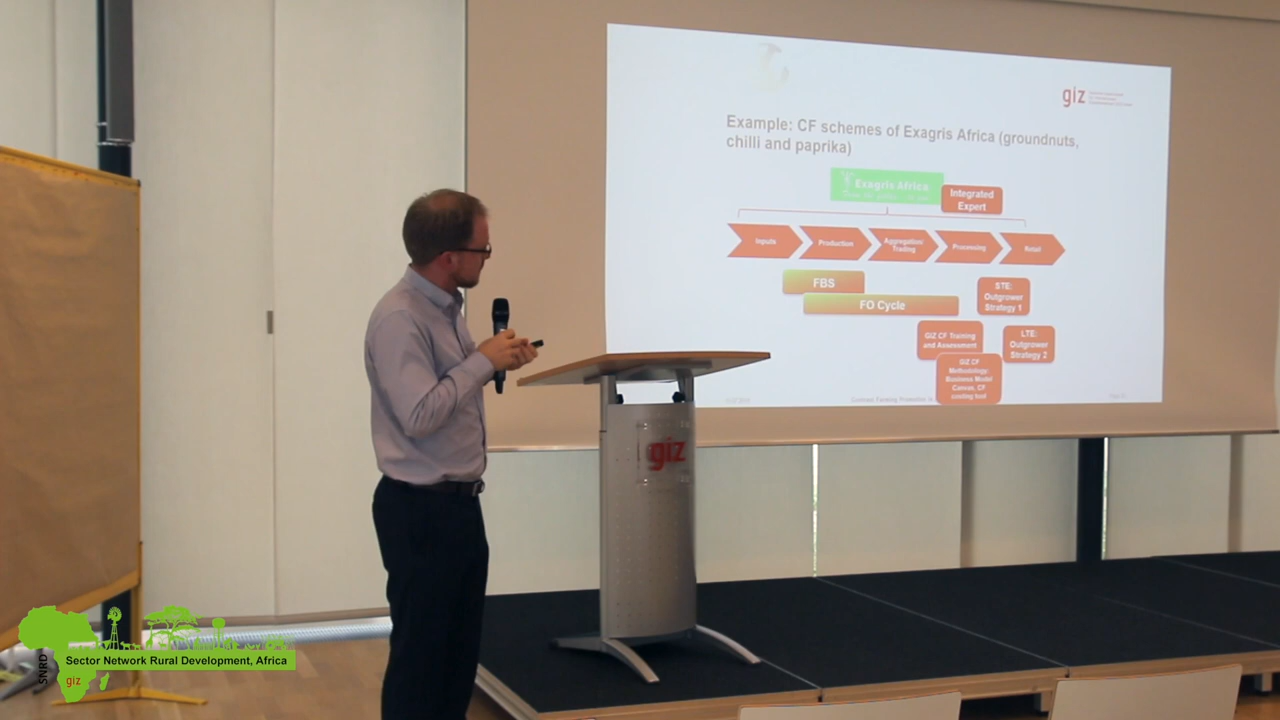 giz
Example: CF schemes of Exagris Africa (groundnuts,
chilli and paprika)
Exagris Africa
Integrated
Expert
Inputs
Production
Aggregation/
Trading
Processing
Retail
FBS
FO Cycle
STE:
Outgrower
Strategy 1
GIZ CF Training
and Assessment
LTE:
Outgrower
Strategy 2
GIZ CF
Methodology:
Business Model
Canvas, CF
costing tool
giz
SNRD
Sector Network Rural Development, Africa
giz